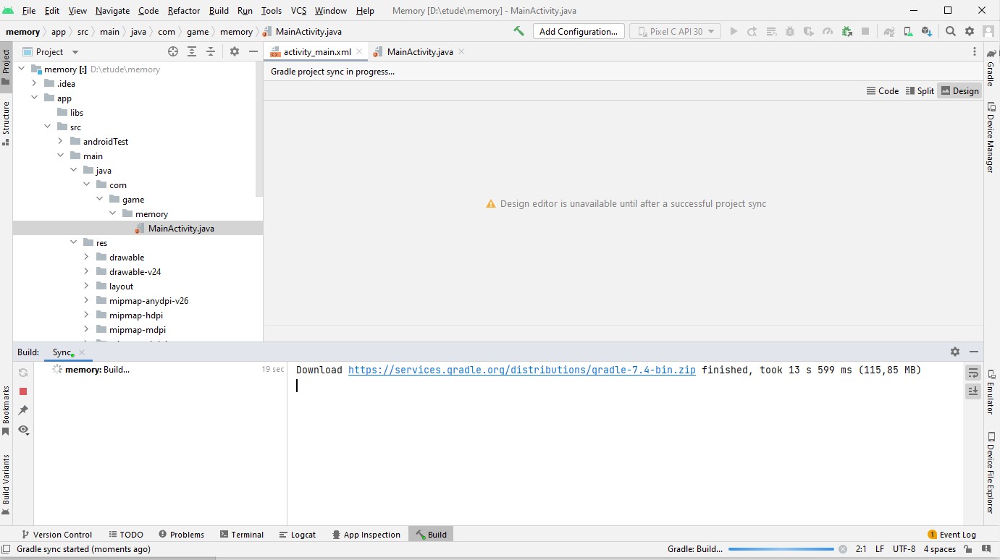 File Edit View Navigate Code Refactor Build Run Tools VCS Window Help Memory [D:\etude\memory] - MainActivity.java
memory app src main java com game memory MainActivity.java Add Configuration... Pixel C API 30
Project
activity_main.xml MainActivity.java
memory [:] D:\etude\memory
Gradle project sync in progress...
.idea
app
Code Split Design
libs
src
androidTest
main
java
com
game
Design editor is unavailable until after a successful project sync
memory
MainActivity.java
res
drawable
drawable-v24
layout
mipmap-anydpi-v26
mipmap-hdpi
mipmap-mdpi
Build: Sync
memory: Build... 19 sec
Download https://services.gradle.org/distributions/gradle-7.4-bin.zip finished, took 13 s 599 ms (115,85 MB)
Project
Structure
Bookmarks
Build Variants
Gradle
Device Manager
Emulator
Device File Explorer
Version Control TODO Problems Terminal Logcat App Inspection Build 1 Event Log
Gradle sync started (moments ago) Gradle: Build... 2:1 LF UTF-8 4 spaces